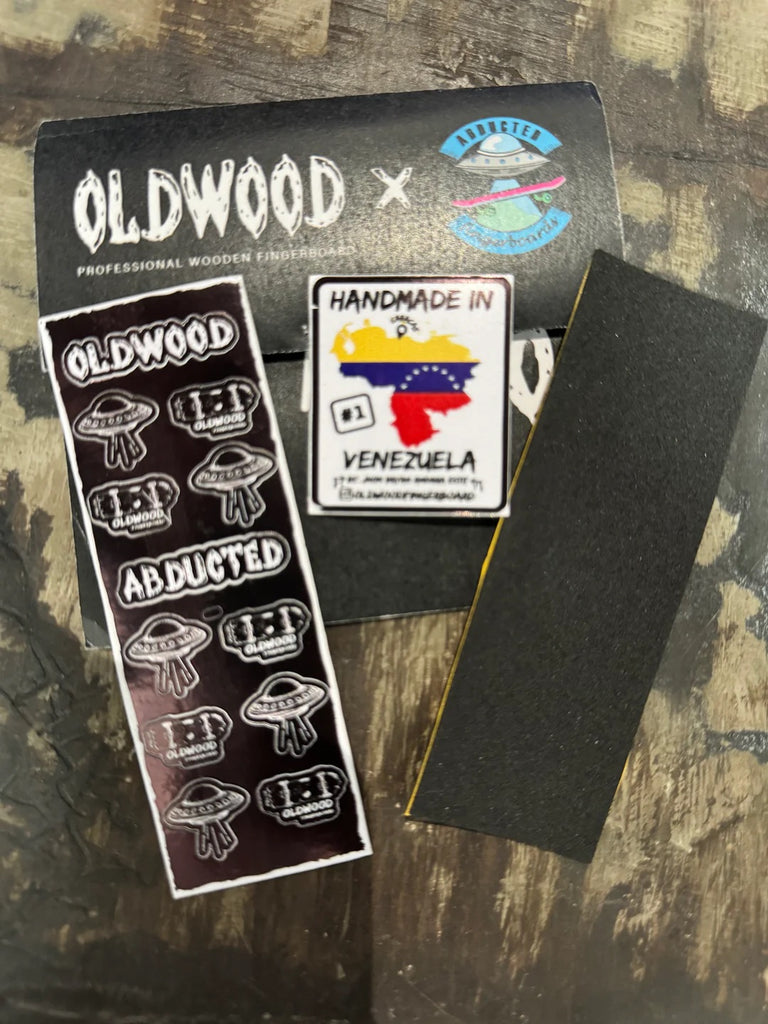 OLDWOOD X
ABDUCTED
PROFESSIONAL WOODEN FINGERBOARD
OLDWOOD
OLDWOOD
OLDWOOD
ABDUCTED
OLDWOOD
OLDWOOD
OLDWOOD
HANDMADE IN
#1
VENEZUELA